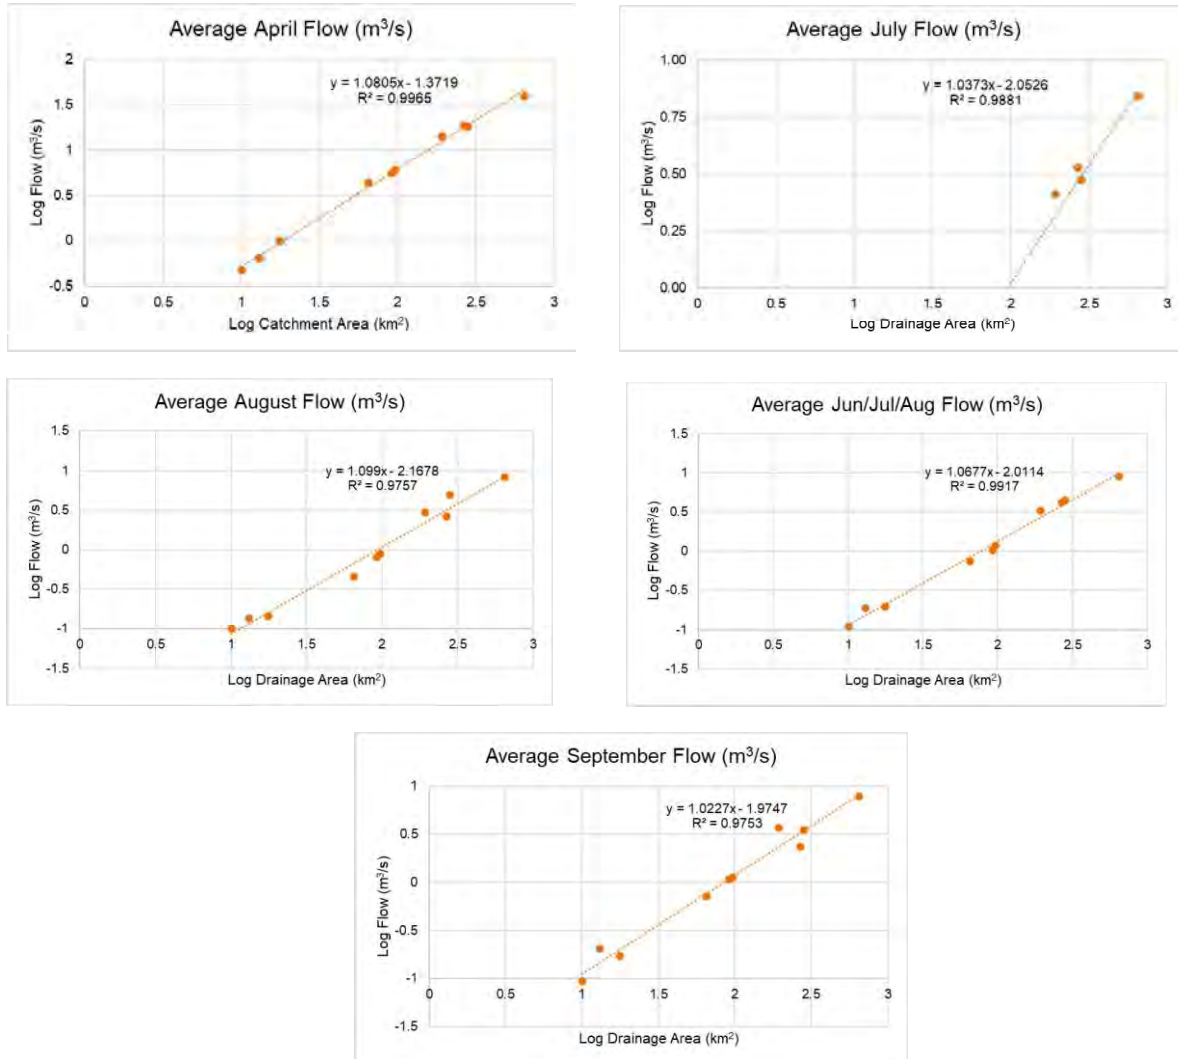 Average April Flow (m³/s)
y = 1.0805x - 1.3719
R² = 0.9965
2
1.5
1
0.5
0
-0.5
Log Flow (m³/s)
0 0.5 1 1.5 2 2.5 3
Log Catchment Area (km²)
Average July Flow (m³/s)
y = 1.0373x - 2.0526
R² = 0.9881
1.00
0.75
0.50
0.25
0.00
Log Flow (m³/s)
0 0.5 1 1.5 2 2.5 3
Log Drainage Area (km²)
Average August Flow (m³/s)
y = 1.099x - 2.1678
R² = 0.9757
1.5
1
0.5
0
-0.5
-1
-1.5
Log Flow (m³/s)
0 0.5 1 1.5 2 2.5 3
Log Drainage Area (km²)
Average Jun/Jul/Aug Flow (m³/s)
y = 1.0677x - 2.0114
R² = 0.9917
1.5
1
0.5
0
-0.5
-1
-1.5
Log Flow (m³/s)
0 0.5 1 1.5 2 2.5 3
Log Drainage Area (km²)
Average September Flow (m³/s)
y = 1.0227x - 1.9747
R² = 0.9753
1
0.5
0
-0.5
-1
-1.5
Log Flow (m³/s)
0 0.5 1 1.5 2 2.5 3
Log Drainage Area (km²)